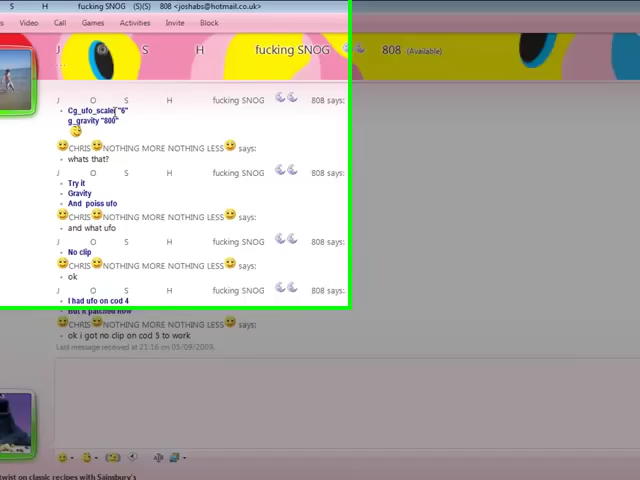 S H fucking SNOG (S)(S) 808 <joshabs@hotmail.co.uk>
s Video Call Games Activities Invite Block
J O S H fucking SNOG 808 (Available)
...
J O S H fucking SNOG 808 says:
Cg_ufo_scaler "6"
g_gravity "800"
CHRIS NOTHING MORE NOTHING LESS says:
whats that?
J O S H fucking SNOG 808 says:
Try it
Gravity
And poiss ufo
CHRIS NOTHING MORE NOTHING LESS says:
and what ufo
J O S H fucking SNOG 808 says:
No clip
CHRIS NOTHING MORE NOTHING LESS says:
ok
J O S H fucking SNOG 808 says:
I had ufo on cod 4
But it patched now
CHRIS NOTHING MORE NOTHING LESS says:
ok i got no clip on cod 5 to work
Last message received at 21:16 on 05/09/2009.
twist on classic recipes with Sainsbury's